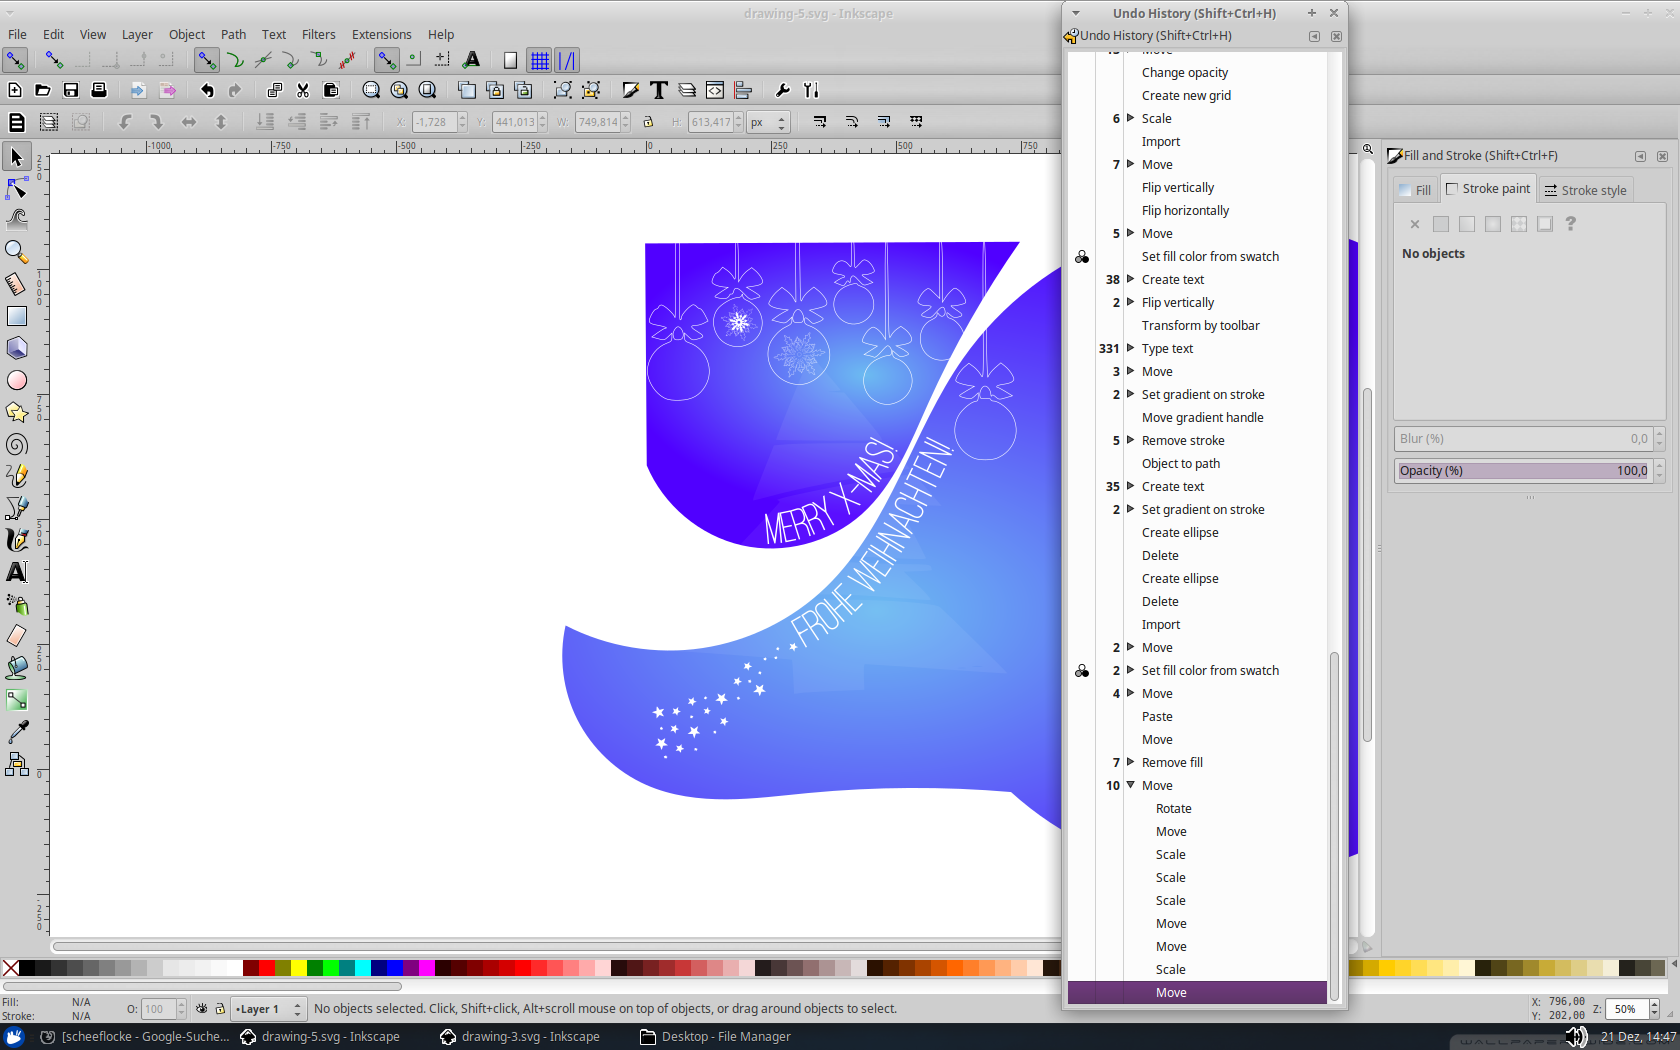 drawing-5.svg - Inkscape
File Edit View Layer Object Path Text Filters Extensions Help
X: -1,728 Y: 441,013 W: 749,814 H: 613,417 px
-1000 -750 -500 -250 0 250 500 750
MERRY X-MAS!
FROHE WEIHNACHTEN!
Undo History (Shift+Ctrl+H)
Undo History (Shift+Ctrl+H)
Change opacity
Create new grid
6 Scale
Import
7 Move
Flip vertically
Flip horizontally
5 Move
Set fill color from swatch
38 Create text
2 Flip vertically
Transform by toolbar
331 Type text
3 Move
2 Set gradient on stroke
Move gradient handle
5 Remove stroke
Object to path
35 Create text
2 Set gradient on stroke
Create ellipse
Delete
Create ellipse
Delete
Import
2 Move
2 Set fill color from swatch
4 Move
Paste
Move
7 Remove fill
10 Move
Rotate
Move
Scale
Scale
Scale
Move
Move
Scale
Move
Fill and Stroke (Shift+Ctrl+F)
Fill Stroke paint Stroke style
?
No objects
Blur (%) 0,0
Opacity (%) 100,0
Fill: N/A
Stroke: N/A
O: 100
•Layer 1
No objects selected. Click, Shift+click, Alt+scroll mouse on top of objects, or drag around objects to select.
X: 796,00
Y: 202,00
Z: 50%
[scheeflocke - Google-Suche... drawing-5.svg - Inkscape drawing-3.svg - Inkscape Desktop - File Manager 21 Dez, 14:47